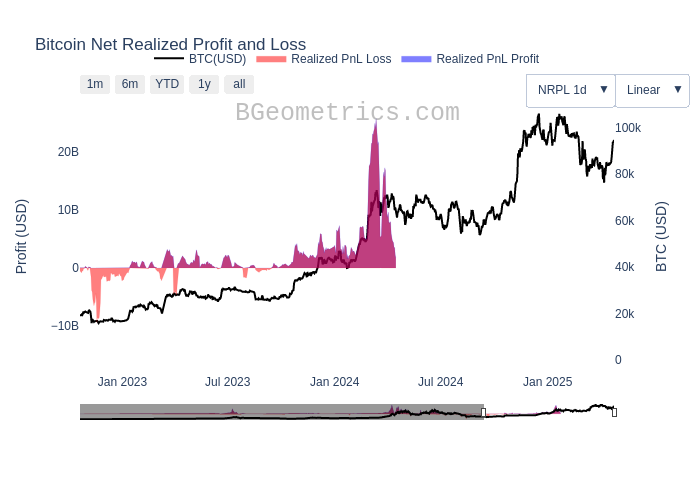 Bitcoin Net Realized Profit and Loss
BTC(USD) Realized PnL Loss Realized PnL Profit
1m 6m YTD 1y all NRPL 1d ▼ Linear ▼
BGeometrics.com
20B
10B
0
−10B
Profit (USD)
100k
80k
60k
40k
20k
0
BTC (USD)
Jan 2023 Jul 2023 Jan 2024 Jul 2024 Jan 2025